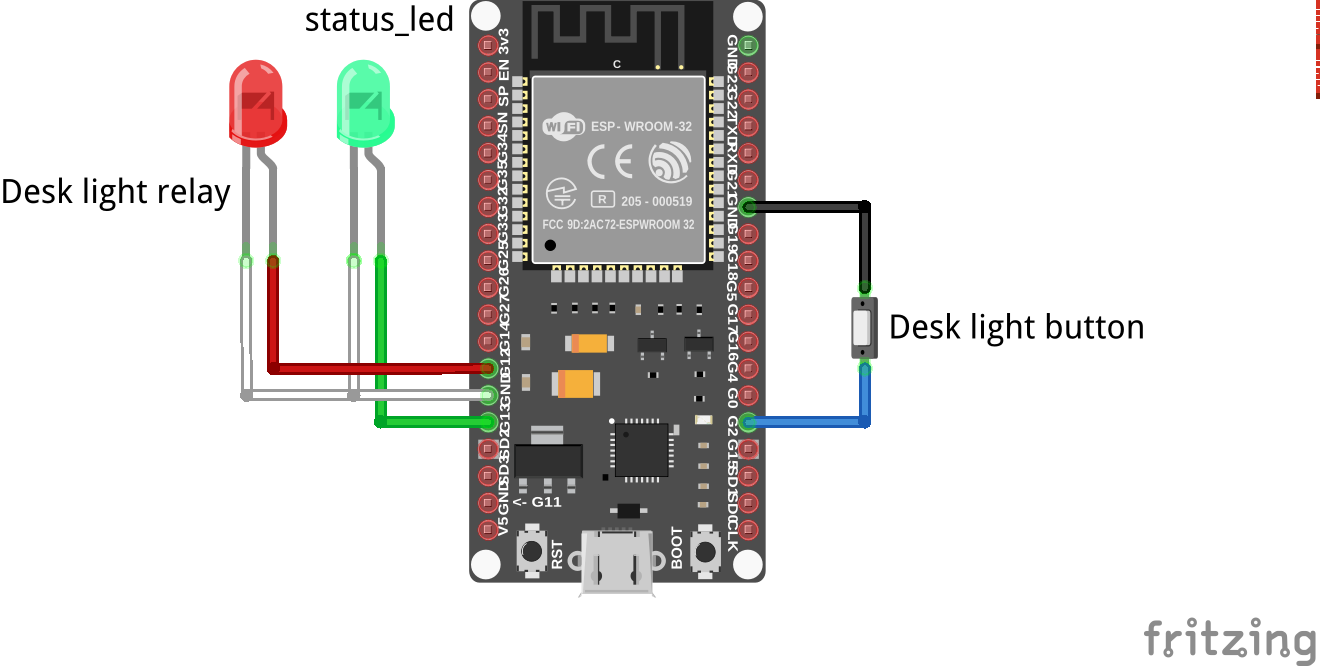 status_led
Desk light relay
Desk light button
C
WiFi
ESP - WROOM-32
CE
R
205 - 000519
FCC 9D:2AC72-ESPWROOM 32
3v3
EN
SP
SN
G34
G35
G32
G33
G25
G26
G27
G14
G12
GND
G13
SD2
SD3
GND
V5
GND
G23
G22
TXD
RXD
G21
GND
G19
G18
G5
G17
G16
G4
G0
G2
G15
SD1
SD0
CLK
<- G11
RST
BOOT
fritzing